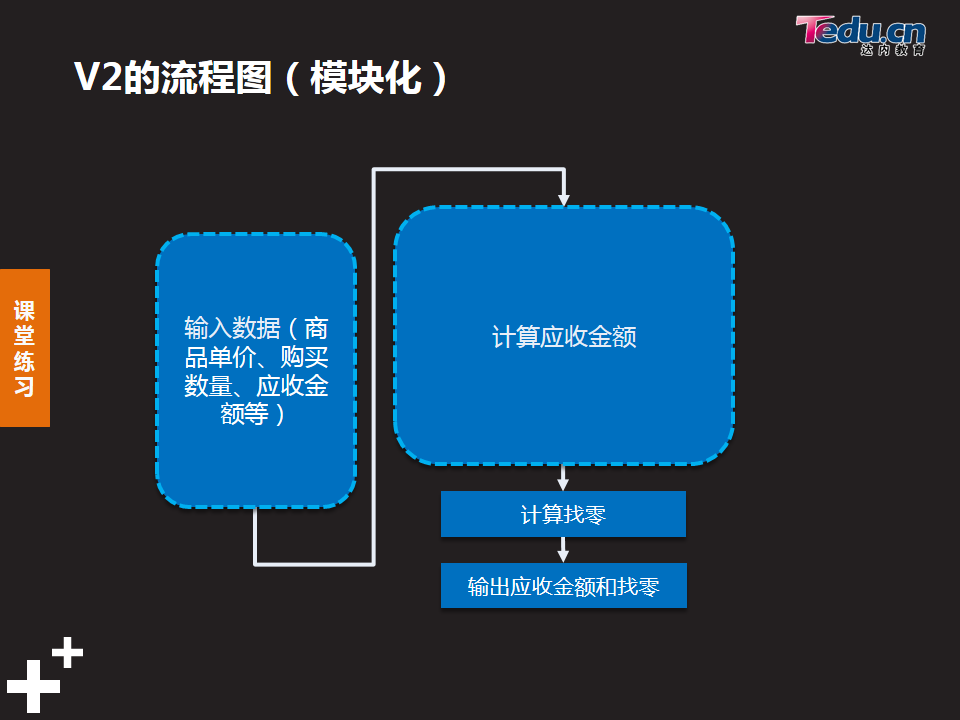 Tedu.cn
达内教育
V2的流程图（模块化）
课
堂
练
习
输入数据（商
品单价、购买
数量、应收金
额等）
计算应收金额
计算找零
输出应收金额和找零